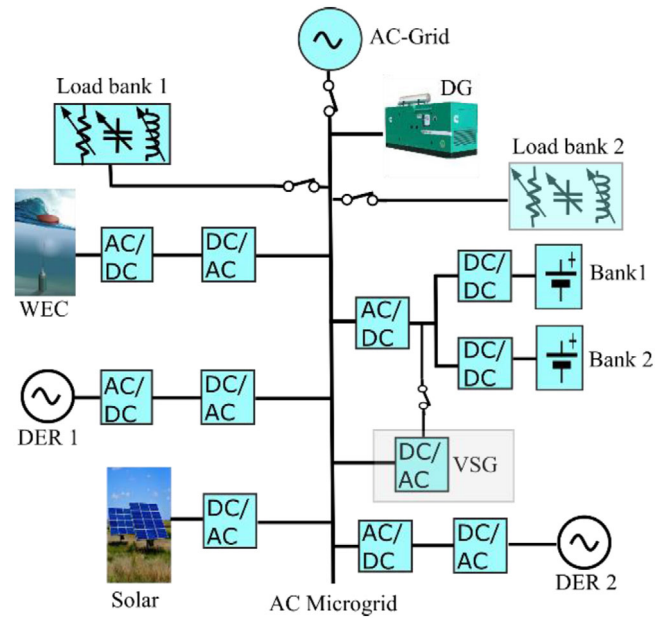 AC-Grid
Load bank 1
DG
Load bank 2
AC/
DC
DC/
AC
WEC
DC/
DC
Bank1
AC/
DC
DC/
DC
Bank 2
AC/
DC
DC/
AC
DER 1
DC/
AC
VSG
DC/
AC
AC/
DC
DC/
AC
Solar
AC Microgrid
DER 2